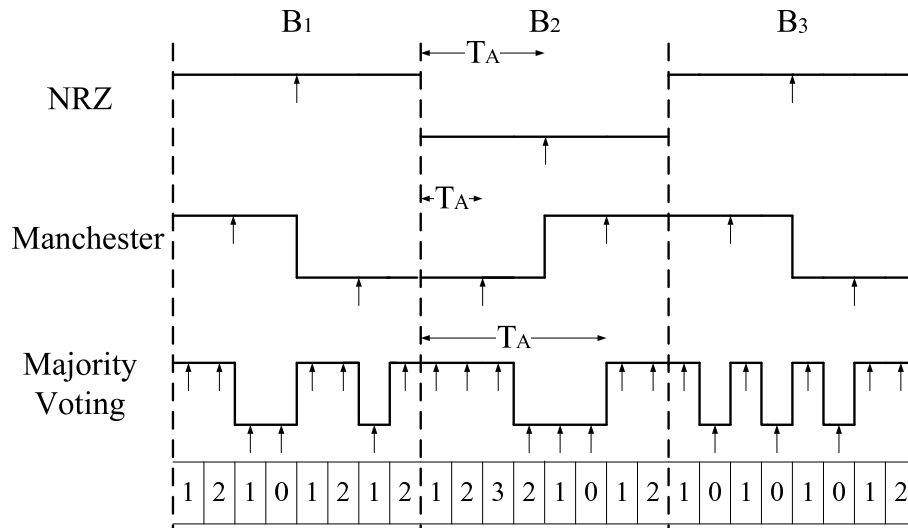 B1 B2 B3
TA
NRZ
TA
Manchester
TA
Majority
Voting
1 2 1 0 1 2 1 2 1 2 3 2 1 0 1 2 1 0 1 0 1 0 1 2